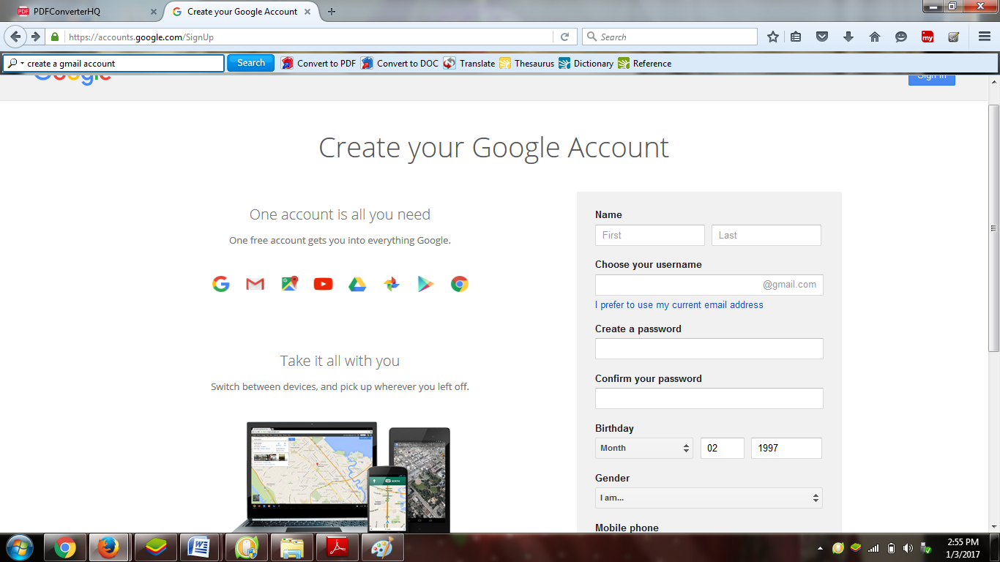 PDFConverterHQ
Create your Google Account
https://accounts.google.com/SignUp
Search
my
create a gmail account
Search
Convert to PDF
Convert to DOC
Translate
Thesaurus
Dictionary
Reference
Google
Sign in
Create your Google Account
One account is all you need
One free account gets you into everything Google.
Take it all with you
Switch between devices, and pick up wherever you left off.
Name
First
Last
Choose your username
@gmail.com
I prefer to use my current email address
Create a password
Confirm your password
Birthday
Month
02
1997
Gender
I am...
Mobile phone
2:55 PM
1/3/2017